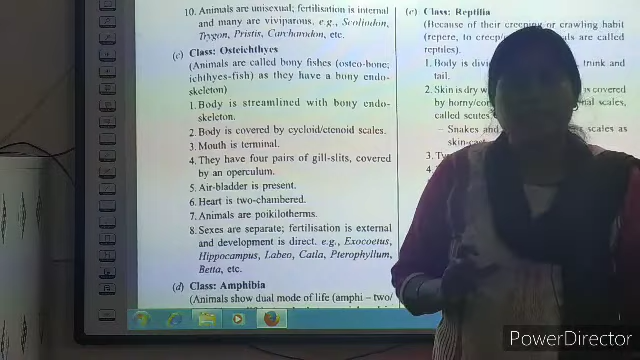 10. Animals are unisexual; fertilisation is internal
and many are viviparous, e.g., Scoliodon,
Trygon, Pristis, Carcharodon, etc.
(c) Class: Osteichthyes
(Animals are called bony fishes (osteo-bone;
ichthyes-fish) as they have a bony endo-
skeleton)
1. Body is streamlined with bony endo-
skeleton.
2. Body is covered by cycloid/ctenoid scales.
3. Mouth is terminal.
4. They have four pairs of gill-slits, covered
by an operculum.
5. Air-bladder is present.
6. Heart is two-chambered.
7. Animals are poikilotherms.
8. Sexes are separate; fertilisation is external
and development is direct. e.g., Exocoetus,
Hippocampus, Labeo, Catla, Pterophyllum,
Betta, etc.
(d) Class: Amphibia
(Animals show dual mode of life (amphi – two/
(e) Class: Reptilia
(Because of their creeping or crawling habit
(repere, to creep/ als are called
reptiles).
1. Body is divi trunk and
tail.
2. Skin is dry w is covered
by horny/cor nal scales,
called scutes
– Snakes and scales as
skin-
3.
4
PowerDirector